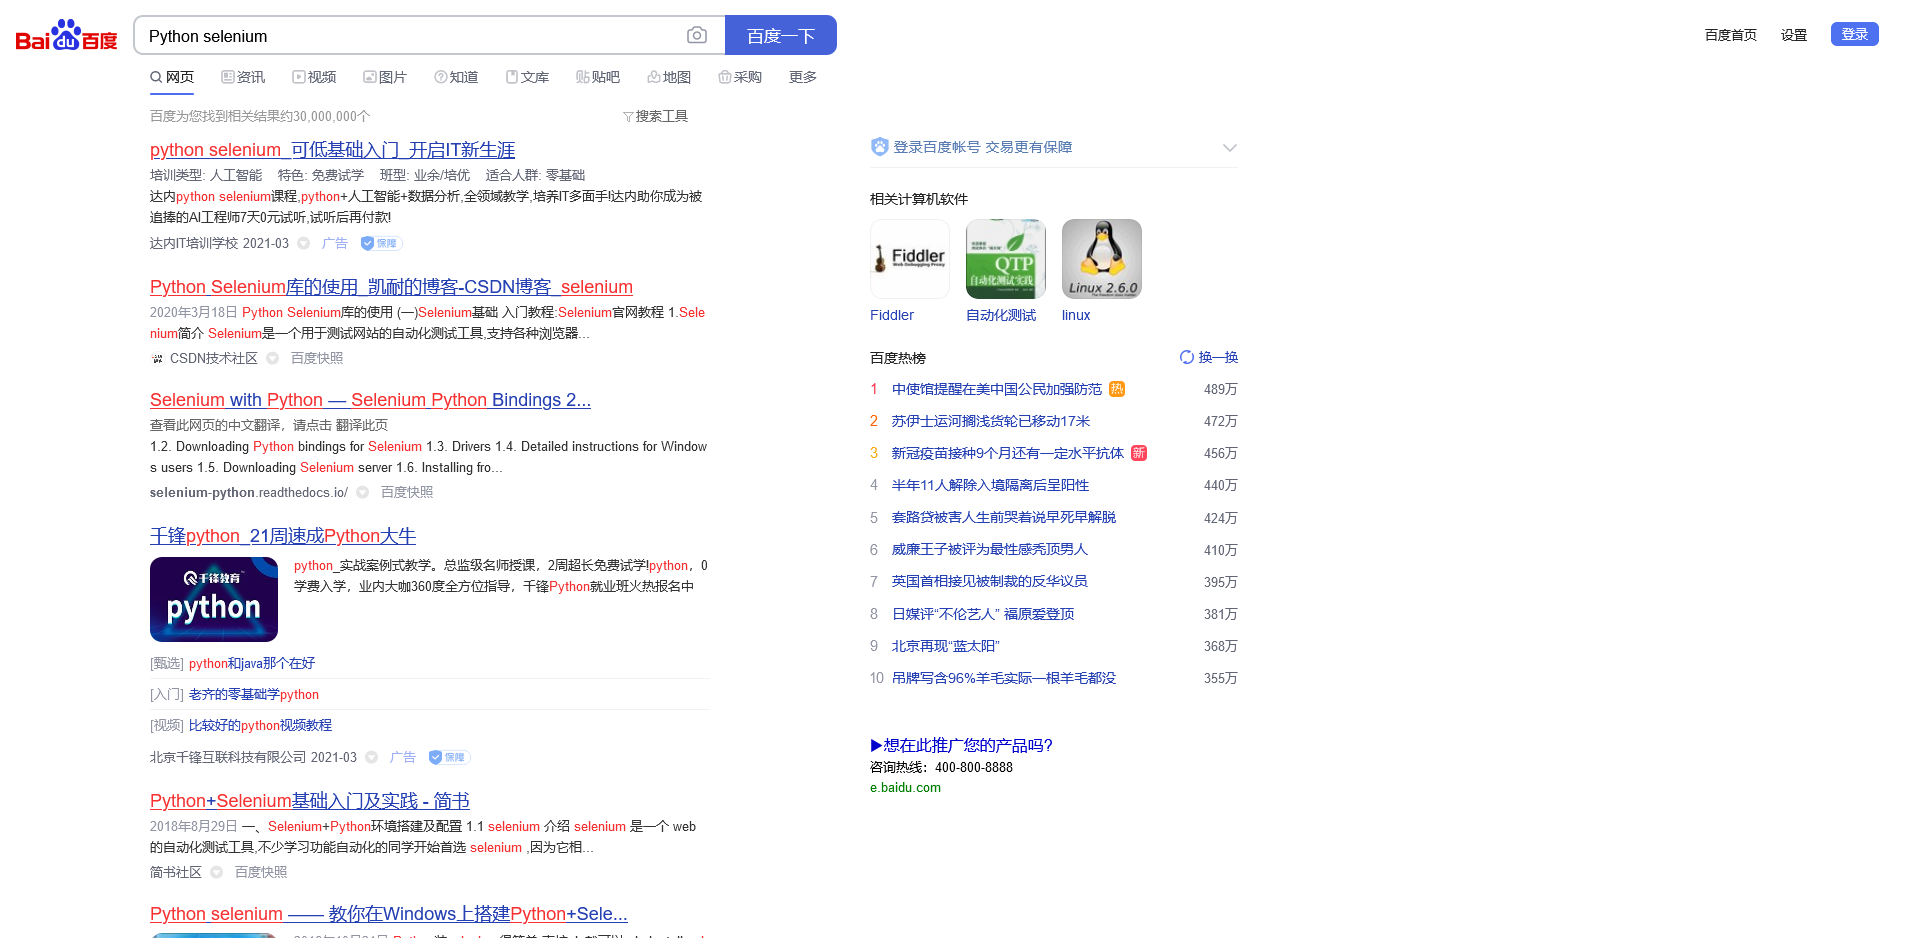 Bai du 百度
Python selenium
百度一下
百度首页 设置 登录
网页 资讯 视频 图片 知道 文库 贴吧 地图 采购 更多
百度为您找到相关结果约30,000,000个
搜索工具
python selenium_可低基础入门_开启IT新生涯
培训类型: 人工智能 特色: 免费试学 班型: 业余/培优 适合人群: 零基础
达内python selenium课程,python+人工智能+数据分析,全领域教学,培养IT多面手!达内助你成为被
追捧的AI工程师7天0元试听,试听后再付款!
达内IT培训学校 2021-03 广告 保障
Python Selenium库的使用_凯耐的博客-CSDN博客_selenium
2020年3月18日 Python Selenium库的使用 (一)Selenium基础 入门教程:Selenium官网教程 1.Sele
nium简介 Selenium是一个用于测试网站的自动化测试工具,支持各种浏览器...
CSDN技术社区 百度快照
Selenium with Python — Selenium Python Bindings 2...
查看此网页的中文翻译，请点击 翻译此页
1.2. Downloading Python bindings for Selenium 1.3. Drivers 1.4. Detailed instructions for Window
s users 1.5. Downloading Selenium server 1.6. Installing fro...
selenium-python.readthedocs.io/ 百度快照
千锋python_21周速成Python大牛
千锋教育
python
python_实战案例式教学。总监级名师授课，2周超长免费试学!python，0
学费入学，业内大咖360度全方位指导，千锋Python就业班火热报名中
[甄选] python和java那个在好
[入门] 老齐的零基础学python
[视频] 比较好的python视频教程
北京千锋互联科技有限公司 2021-03 广告 保障
Python+Selenium基础入门及实践 - 简书
2018年8月29日 一、Selenium+Python环境搭建及配置 1.1 selenium 介绍 selenium 是一个 web
的自动化测试工具,不少学习功能自动化的同学开始首选 selenium ,因为它相...
简书社区 百度快照
Python selenium —— 教你在Windows上搭建Python+Sele...
登录百度帐号 交易更有保障
相关计算机软件
Fiddler
Web Debugging Proxy
QTP
自动化测试实践
Linux 2.6.0
Fiddler 自动化测试 linux
百度热榜 换一换
1 中使馆提醒在美中国公民加强防范 热 489万
2 苏伊士运河搁浅货轮已移动17米 472万
3 新冠疫苗接种9个月还有一定水平抗体 新 456万
4 半年11人解除入境隔离后呈阳性 440万
5 套路贷被害人生前哭着说早死早解脱 424万
6 威廉王子被评为最性感秃顶男人 410万
7 英国首相接见被制裁的反华议员 395万
8 日媒评“不伦艺人” 福原爱登顶 381万
9 北京再现“蓝太阳” 368万
10 吊牌写含96%羊毛实际一根羊毛都没 355万
▶想在此推广您的产品吗?
咨询热线：400-800-8888
e.baidu.com